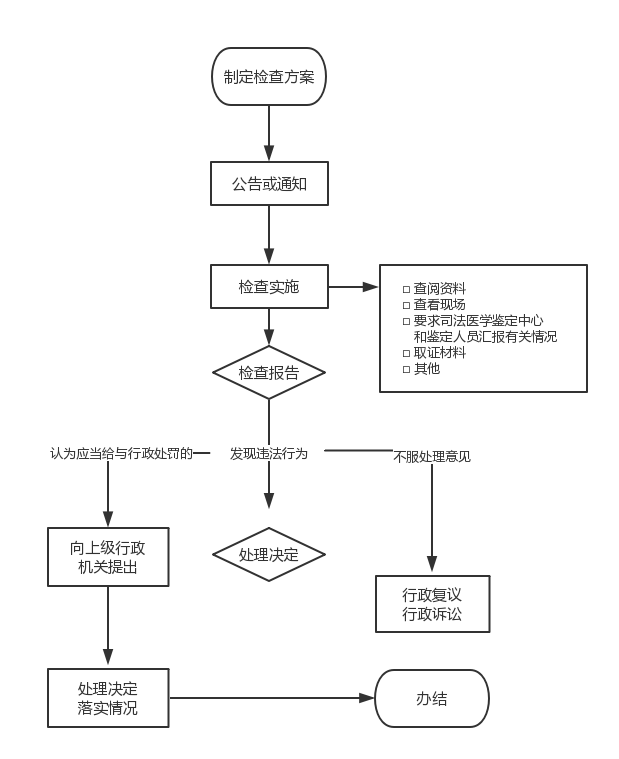 制定检查方案
公告或通知
检查实施
□ 查阅资料
□ 查看现场
□ 要求司法医学鉴定中心
和鉴定人员汇报有关情况
□ 取证材料
□ 其他
检查报告
认为应当给与行政处罚的
发现违法行为
不服处理意见
向上级行政
机关提出
处理决定
行政复议
行政诉讼
处理决定
落实情况
办结